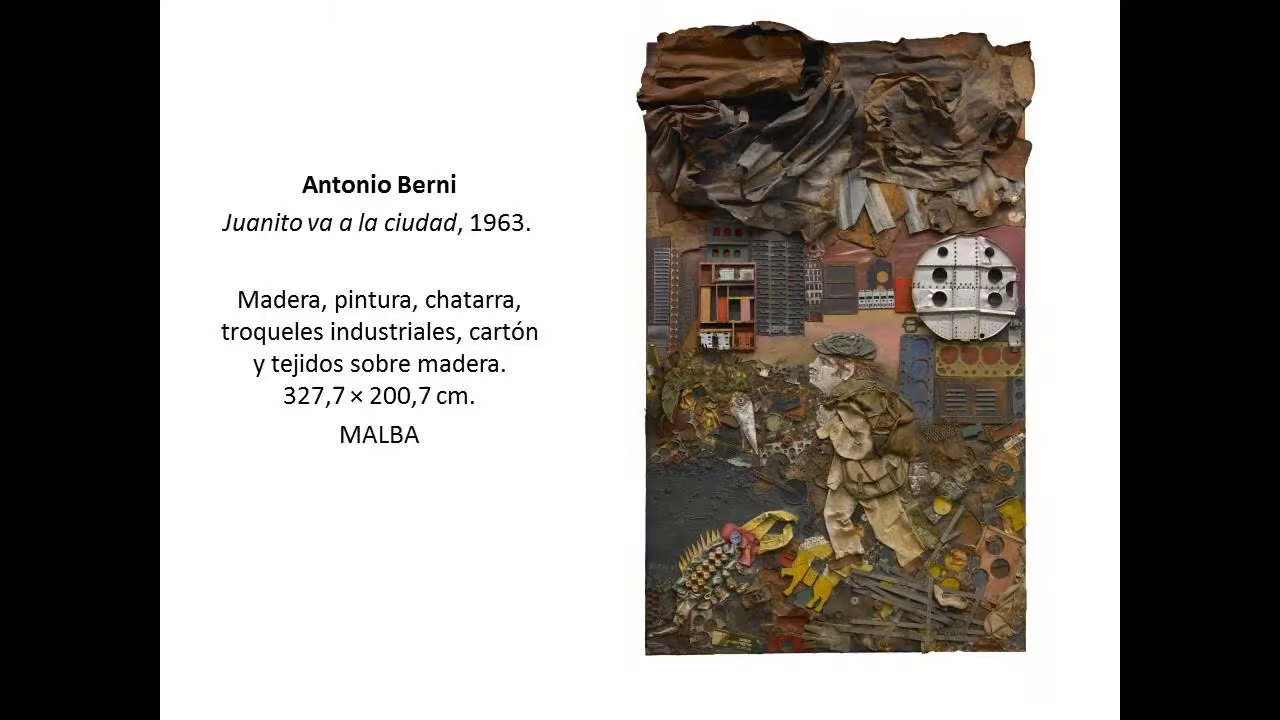 Antonio Berni
Juanito va a la ciudad, 1963.
Madera, pintura, chatarra,
troqueles industriales, cartón
y tejidos sobre madera.
327,7 × 200,7 cm.
MALBA